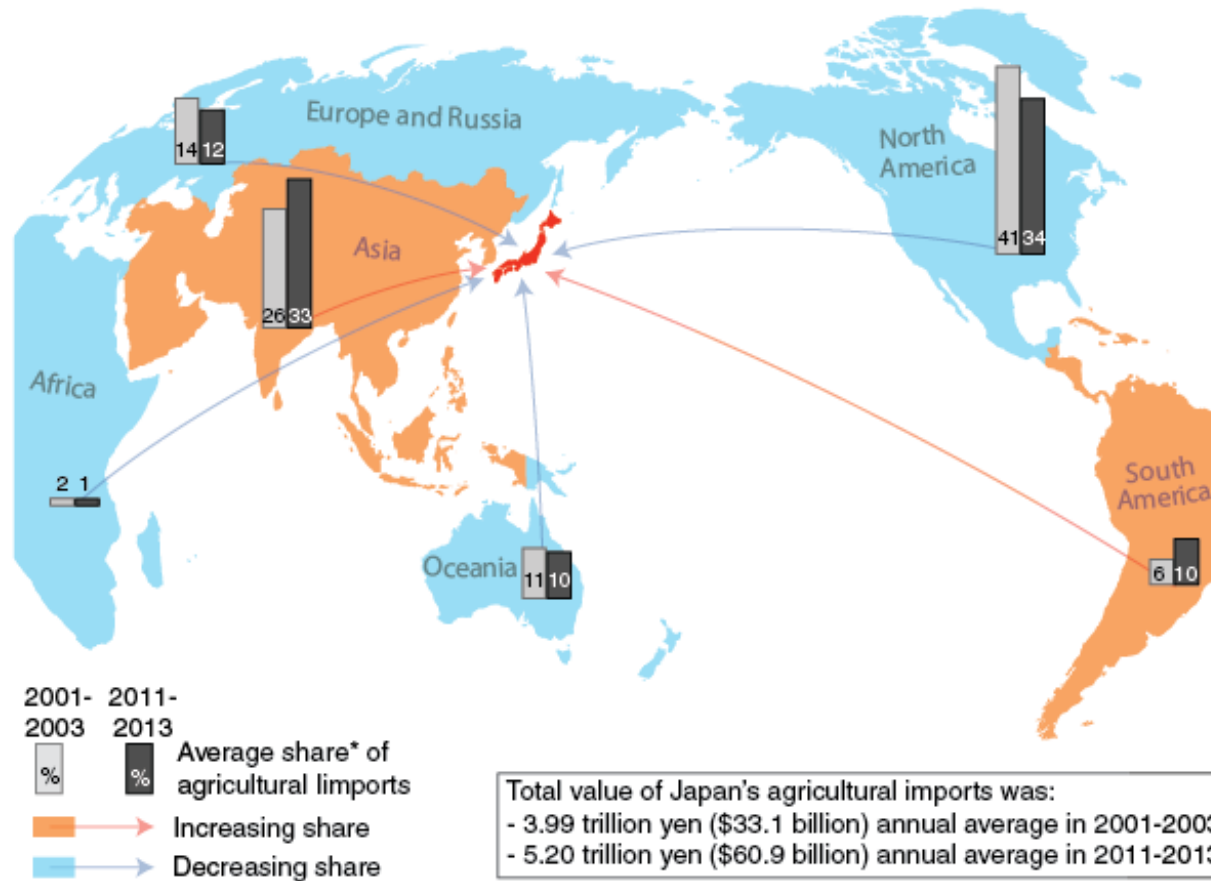 Europe and Russia
14 12
North
America
41 34
Asia
26 33
Africa
2 1
South
America
6 10
Oceania
11 10
2001- 2011-
2003 2013
% % Average share* of
agricultural limports
Increasing share
Decreasing share
Total value of Japan's agricultural imports was:
- 3.99 trillion yen ($33.1 billion) annual average in 2001-2003
- 5.20 trillion yen ($60.9 billion) annual average in 2011-2013